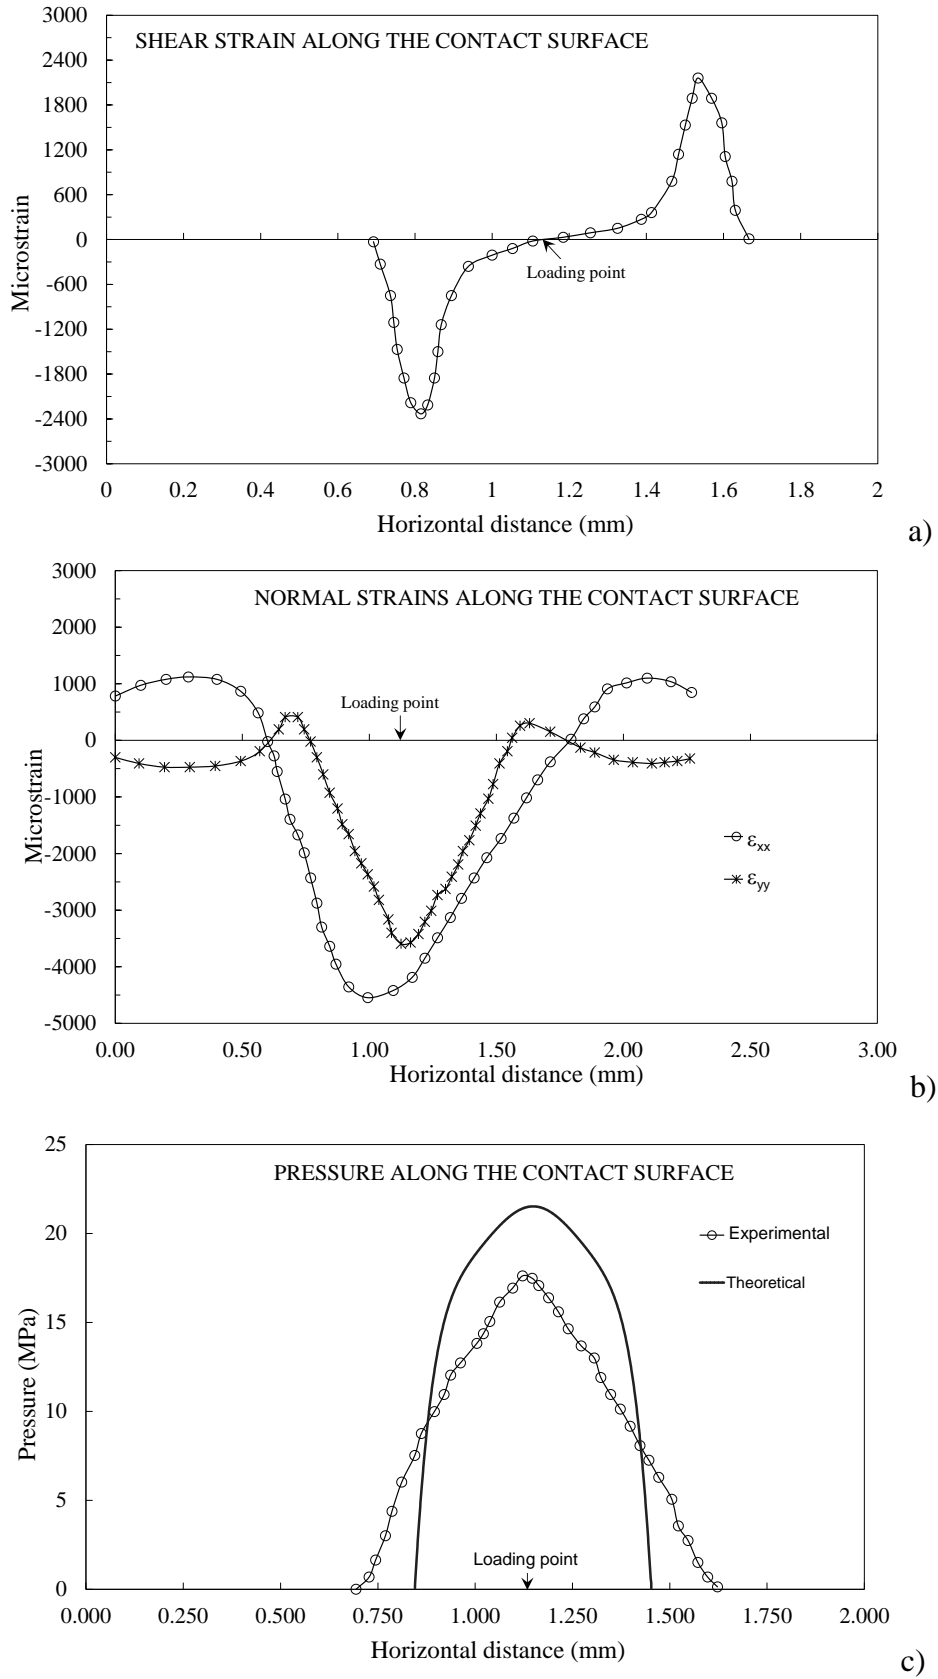 SHEAR STRAIN ALONG THE CONTACT SURFACE
3000
2400
1800
1200
600
0
-600
-1200
-1800
-2400
-3000
Microstrain
Loading point
0 0.2 0.4 0.6 0.8 1 1.2 1.4 1.6 1.8 2
Horizontal distance (mm)
a)
NORMAL STRAINS ALONG THE CONTACT SURFACE
3000
2000
1000
0
-1000
-2000
-3000
-4000
-5000
Microstrain
Loading point
εxx
εyy
0.00 0.50 1.00 1.50 2.00 2.50 3.00
Horizontal distance (mm)
b)
PRESSURE ALONG THE CONTACT SURFACE
25
20
15
10
5
0
Pressure (MPa)
Experimental
Theoretical
Loading point
0.000 0.250 0.500 0.750 1.000 1.250 1.500 1.750 2.000
Horizontal distance (mm)
c)